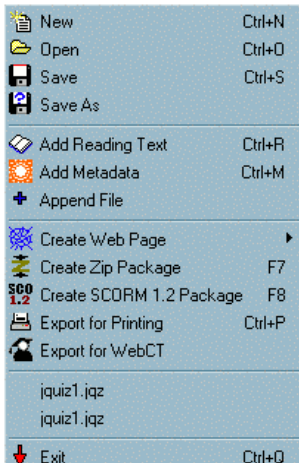 New Ctrl+N
Open Ctrl+O
Save Ctrl+S
Save As
Add Reading Text Ctrl+R
Add Metadata Ctrl+M
Append File
Create Web Page
Create Zip Package F7
SCO 1.2 Create SCORM 1.2 Package F8
Export for Printing Ctrl+P
Export for WebCT
jquiz1.jqz
jquiz1.jqz
Exit Ctrl+Q